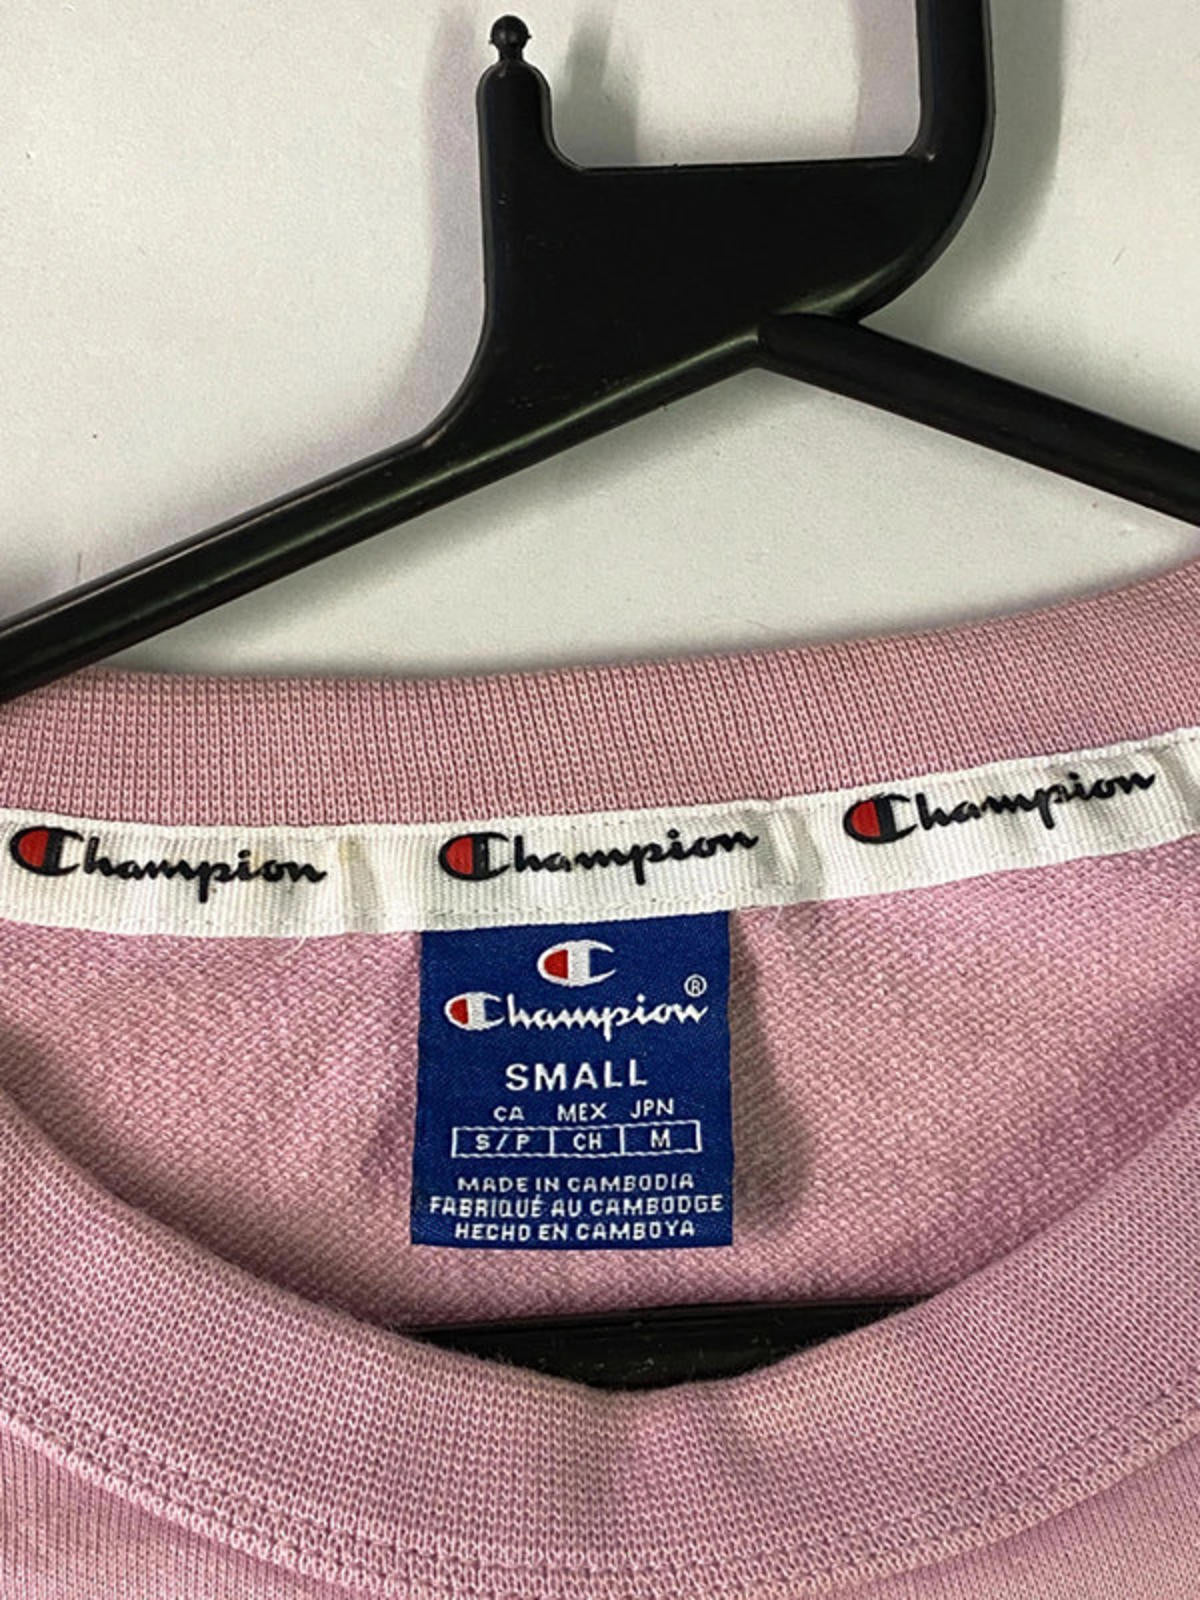 Champion Champion Champion
Champion®
SMALL
CA MEX JPN
S/P CH M
MADE IN CAMBODIA
FABRIQUÉ AU CAMBODGE
HECHO EN CAMBOYA